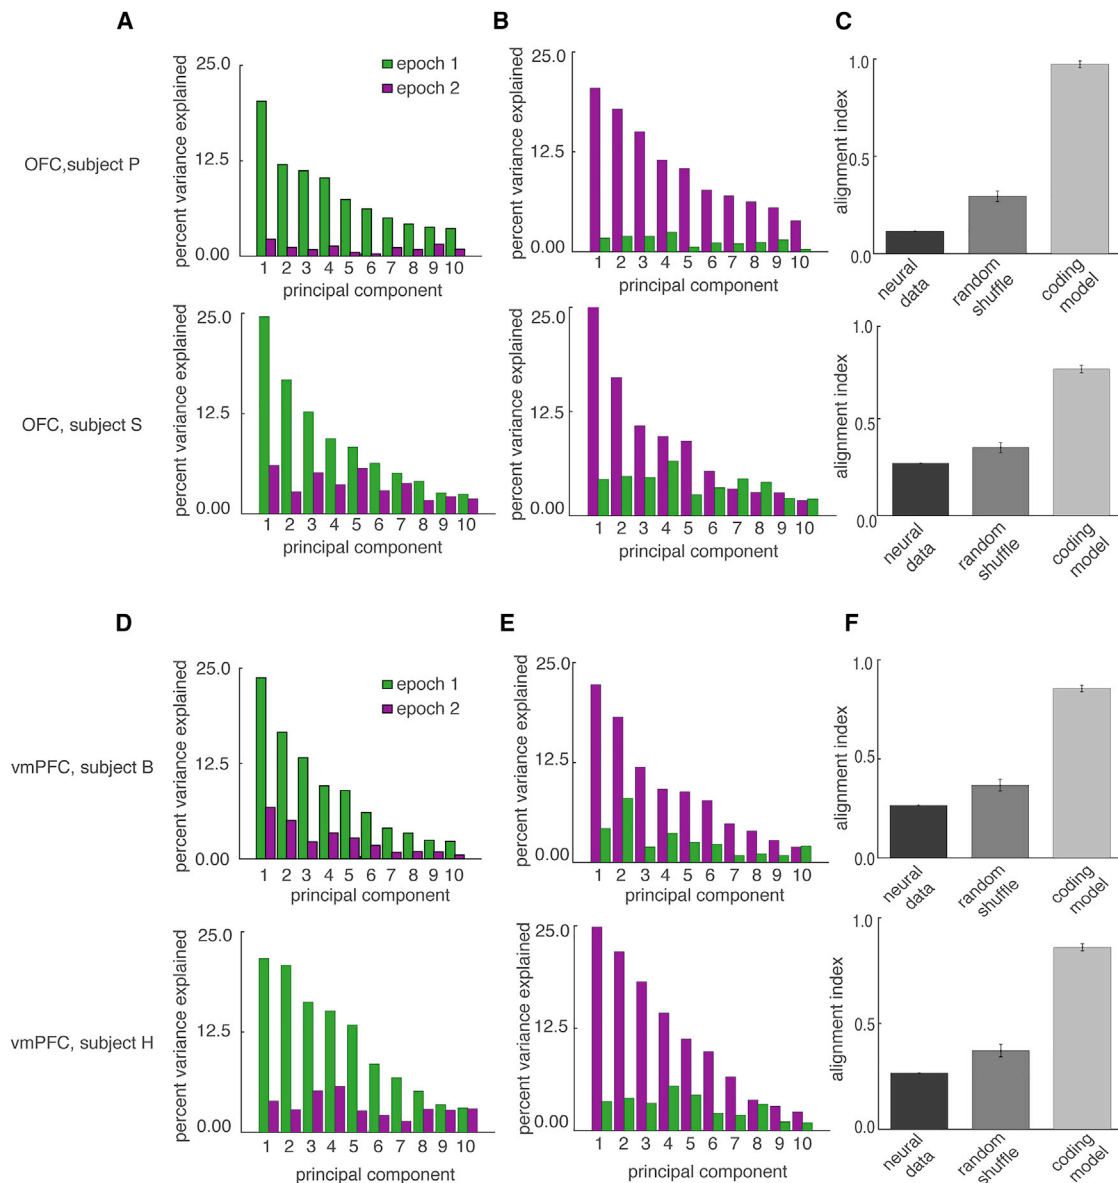 A
B
C
OFC,subject P
percent variance explained
25.0
12.5
0.00
epoch 1
epoch 2
1 2 3 4 5 6 7 8 9 10
principal component
percent variance explained
25.0
12.5
0.00
1 2 3 4 5 6 7 8 9 10
principal component
alignment index
1.0
0.5
0.0
neural data
random shuffle
coding model
OFC, subject S
percent variance explained
25.0
12.5
0.00
1 2 3 4 5 6 7 8 9 10
principal component
percent variance explained
25.0
12.5
0.00
1 2 3 4 5 6 7 8 9 10
principal component
alignment index
1.0
0.5
0.0
neural data
random shuffle
coding model
D
E
F
vmPFC, subject B
percent variance explained
25.0
12.5
0.00
epoch 1
epoch 2
1 2 3 4 5 6 7 8 9 10
principal component
percent variance explained
25.0
12.5
0.00
1 2 3 4 5 6 7 8 9 10
principal component
alignment index
1.0
0.5
0.0
neural data
random shuffle
coding model
vmPFC, subject H
percent variance explained
25.0
12.5
0.00
1 2 3 4 5 6 7 8 9 10
principal component
percent variance explained
25.0
12.5
0.00
1 2 3 4 5 6 7 8 9 10
principal component
alignment index
1.0
0.5
0.0
neural data
random shuffle
coding model